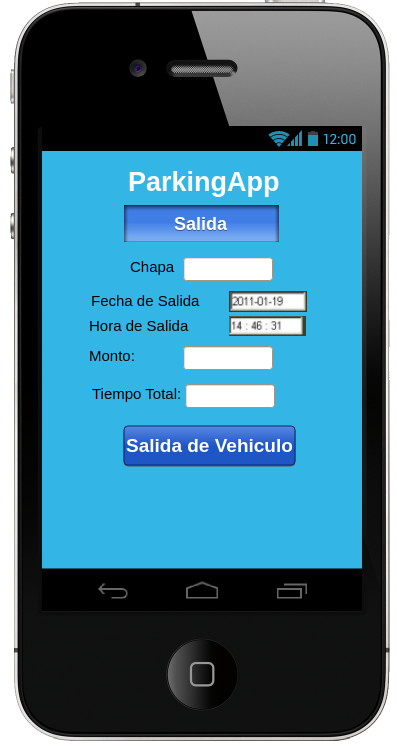 12:00
ParkingApp
Salida
Chapa
Fecha de Salida 2011-01-19
Hora de Salida 14 : 46 : 31
Monto:
Tiempo Total:
Salida de Vehiculo